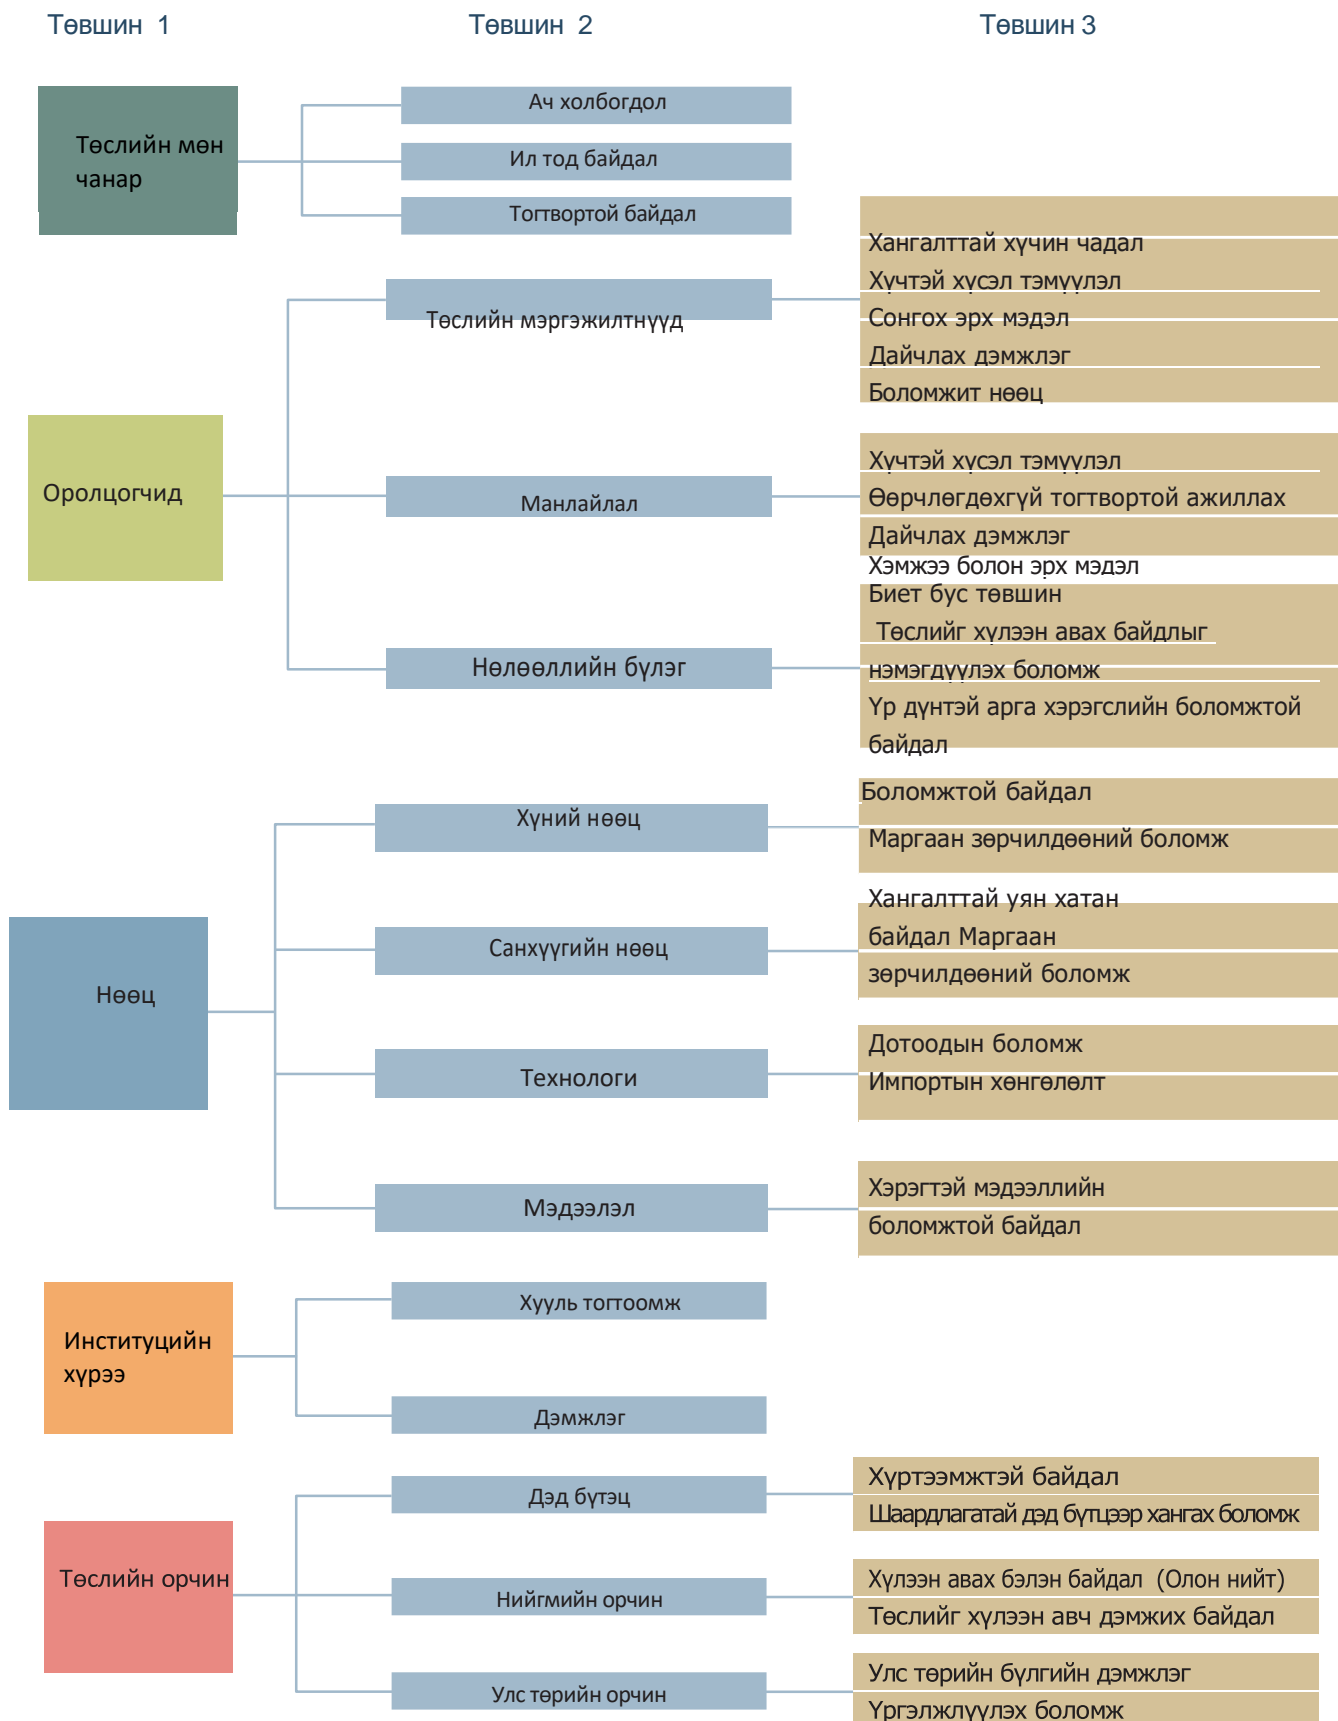 Төвшин 1
Төвшин 2
Төвшин 3
Төслийн мөн
чанар
Ач холбогдол
Ил тод байдал
Тогтвортой байдал
Оролцогчид
Төслийн мэргэжилтнүүд
Хангалттай хүчин чадал
Хүчтэй хүсэл тэмүүлэл
Сонгох эрх мэдэл
Дайчлах дэмжлэг
Боломжит нөөц
Манлайлал
Хүчтэй хүсэл тэмүүлэл
Өөрчлөгдөхгүй тогтвортой ажиллах
Дайчлах дэмжлэг
Нөлөөллийн бүлэг
Хэмжээ болон эрх мэдэл
Биет бус төвшин
Төслийг хүлээн авах байдлыг
нэмэгдүүлэх боломж
Үр дүнтэй арга хэрэгслийн боломжтой
байдал
Нөөц
Хүний нөөц
Боломжтой байдал
Маргаан зөрчилдөөний боломж
Санхүүгийн нөөц
Хангалттай уян хатан
байдал Маргаан
зөрчилдөөний боломж
Технологи
Дотоодын боломж
Импортын хөнгөлөлт
Мэдээлэл
Хэрэгтэй мэдээллийн
боломжтой байдал
Институцийн
хүрээ
Хууль тогтоомж
Дэмжлэг
Төслийн орчин
Дэд бүтэц
Хүртээмжтэй байдал
Шаардлагатай дэд бүтцээр хангах боломж
Нийгмийн орчин
Хүлээн авах бэлэн байдал (Олон нийт)
Төслийг хүлээн авч дэмжих байдал
Улс төрийн орчин
Улс төрийн бүлгийн дэмжлэг
Үргэлжлүүлэх боломж